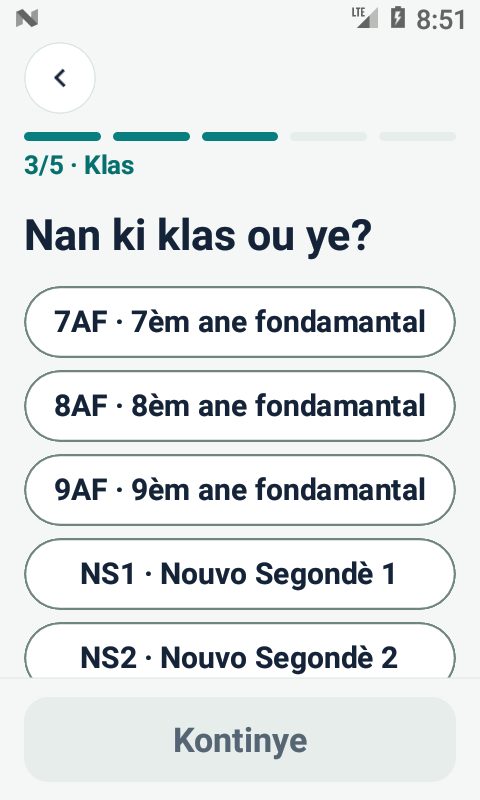 LTE 8:51
3/5 · Klas
Nan ki klas ou ye?
7AF · 7èm ane fondamantal
8AF · 8èm ane fondamantal
9AF · 9èm ane fondamantal
NS1 · Nouvo Segondè 1
NS2 · Nouvo Segondè 2
Kontinye